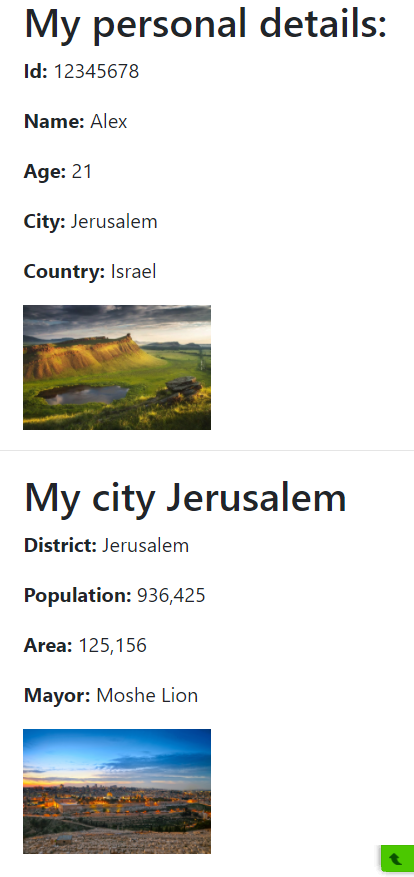 My personal details:
Id: 12345678
Name: Alex
Age: 21
City: Jerusalem
Country: Israel
My city Jerusalem
District: Jerusalem
Population: 936,425
Area: 125,156
Mayor: Moshe Lion